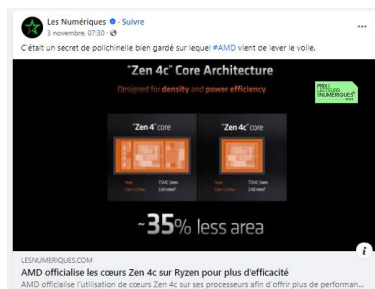 Les Numériques · Suivre
3 novembre, 07:30 ·
C'était un secret de polichinelle bien gardé sur lequel #AMD vient de lever le voile.
"Zen 4c" Core Architecture
Designed for density and power efficiency
PRIX
LECTEURS
LNUMERIQUES
"Zen 4" core
"Zen 4c" core
~35% less area
LESNUMERIQUES.COM
AMD officialise les cœurs Zen 4c sur Ryzen pour plus d'efficacité
AMD officialise l'utilisation de cœurs Zen 4c sur ses processeurs afin d'offrir plus de performan...